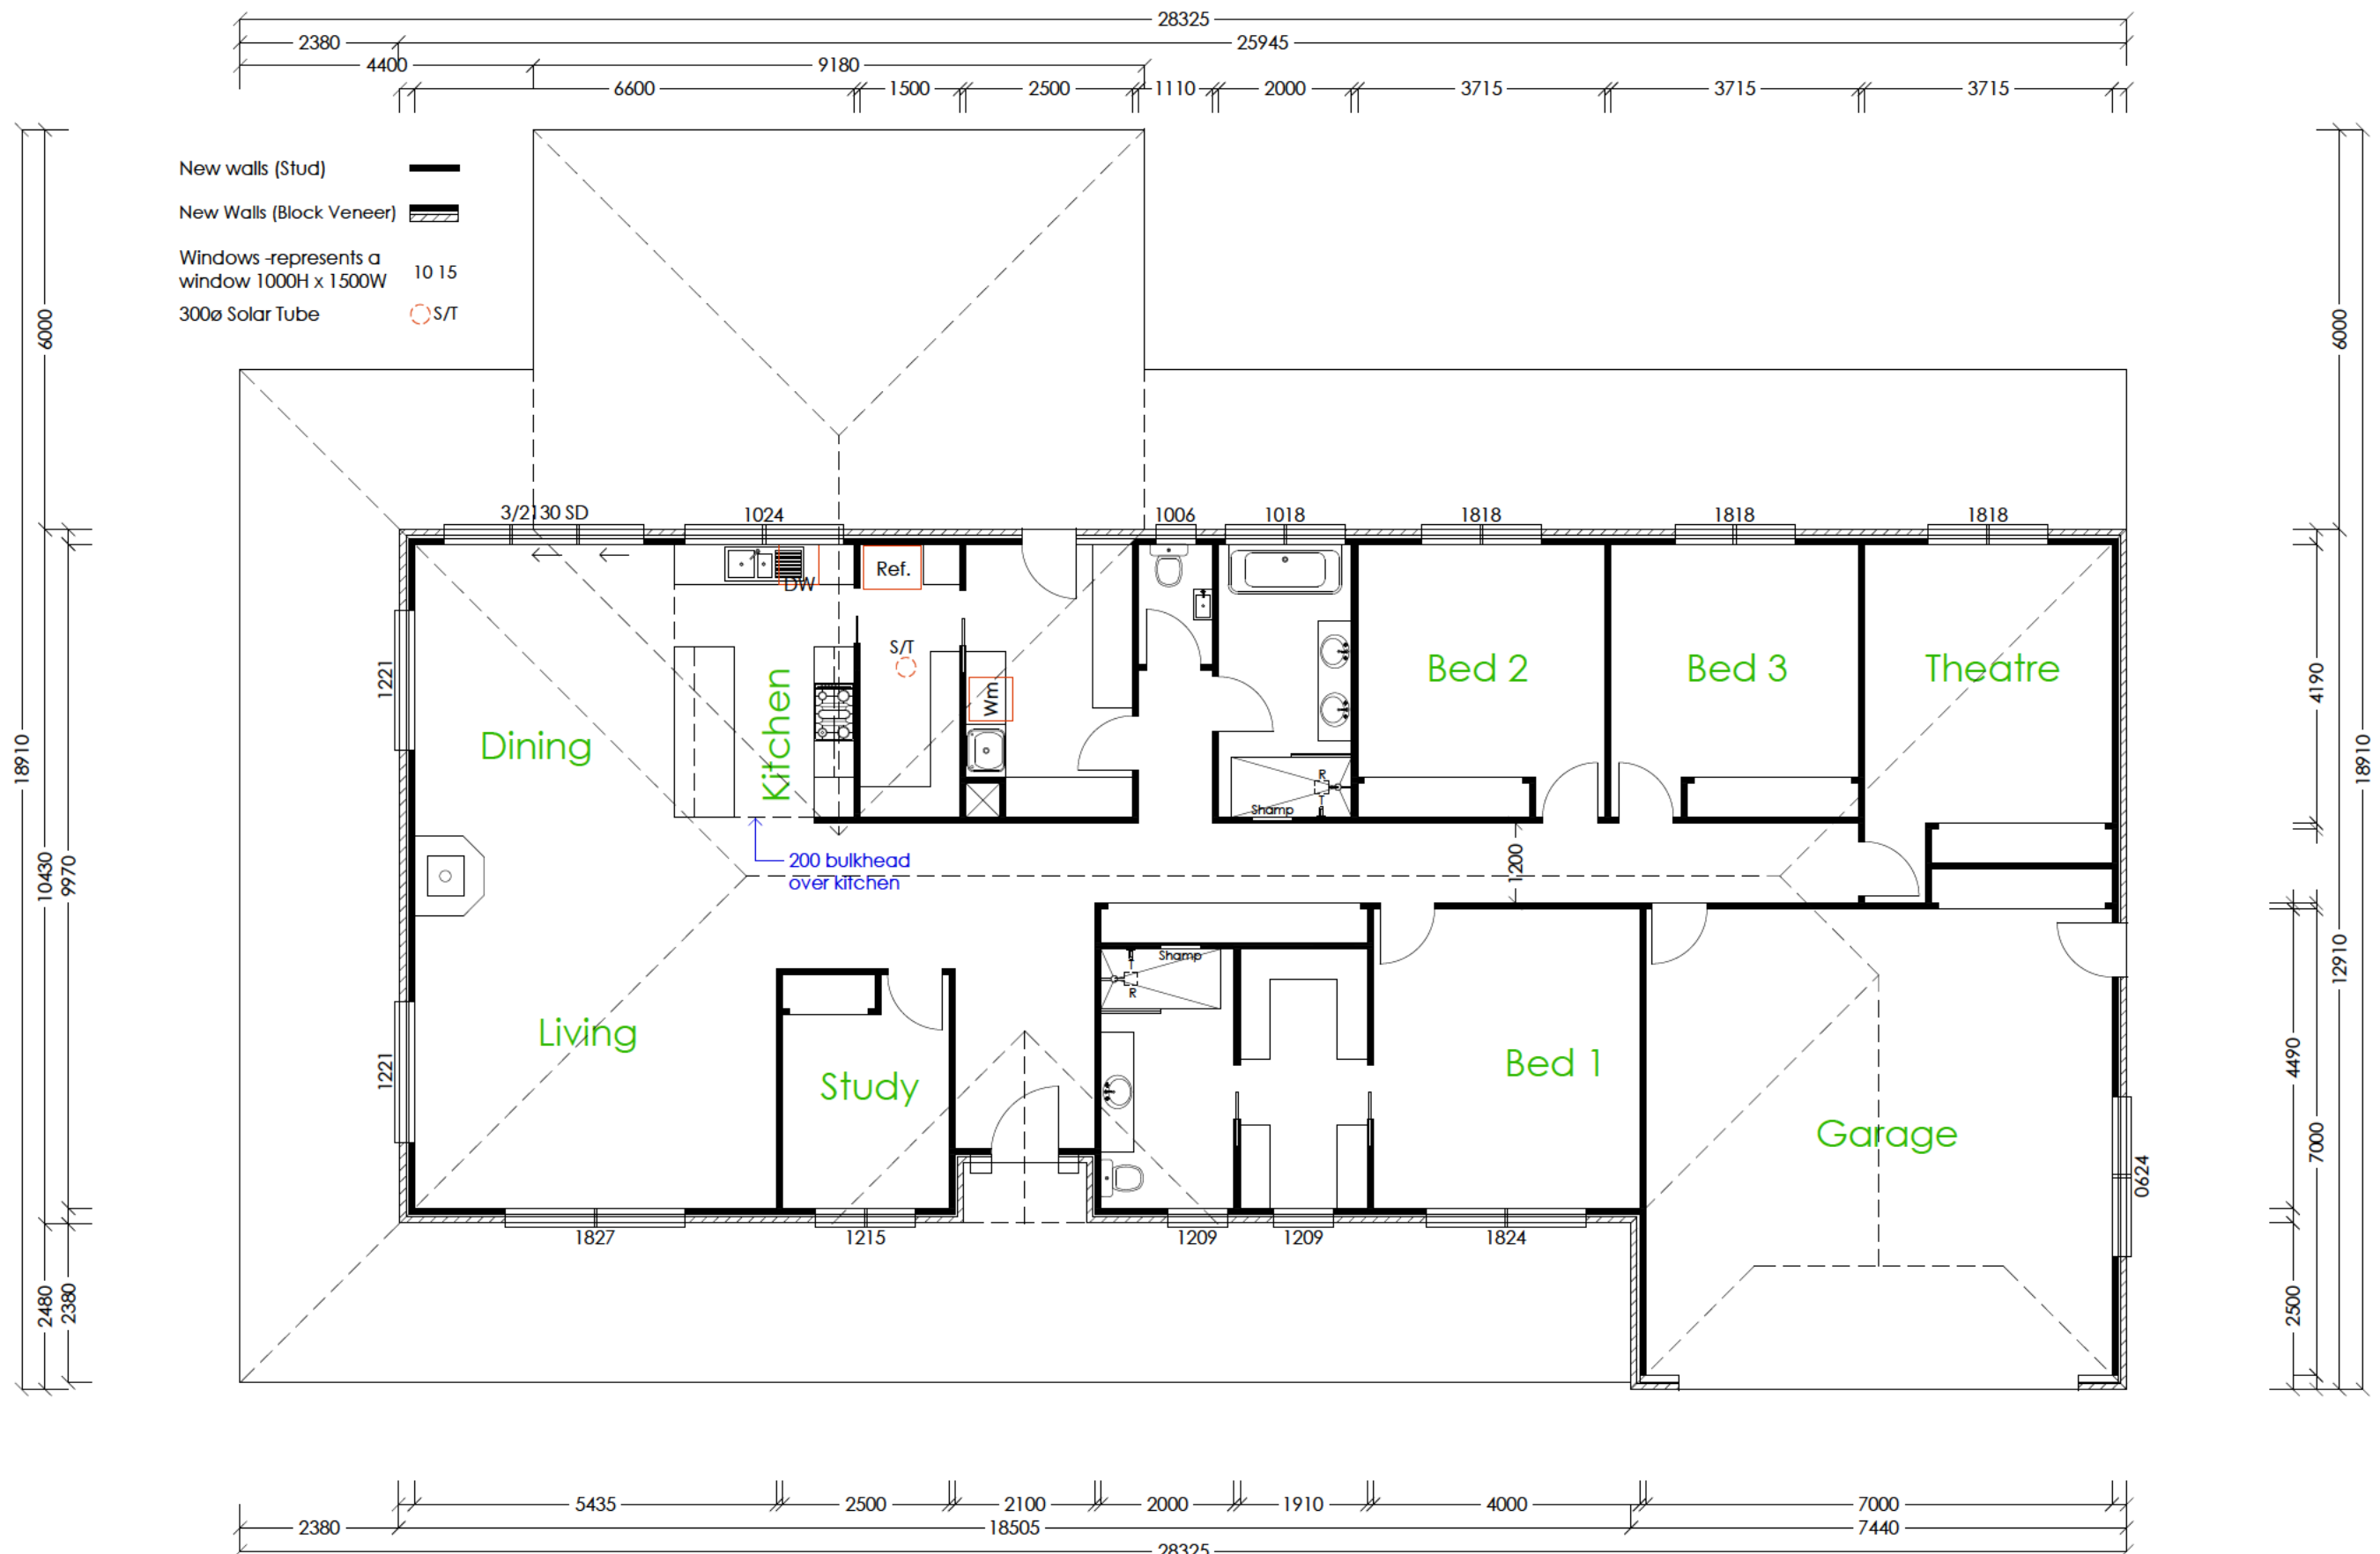 28325
2380
25945
4400
9180
6600
1500
2500
1110
2000
3715
3715
3715
New walls (Stud)
New Walls (Block Veneer)
Windows -represents a
window 1000H x 1500W
10 15
300ø Solar Tube
S/T
6000
18910
10430
9970
2480
2380
6000
4190
18910
12910
4490
7000
2500
3/2130 SD
1024
1006
1018
1818
1818
1818
DW
Ref.
S/T
Wm
1221
Dining
Kitchen
Bed 2
Bed 3
Theatre
R
Shamp
200 bulkhead
over kitchen
1200
Shamp
R
1221
Living
Study
Bed 1
Garage
0624
1827
1215
1209
1209
1824
5435
2500
2100
2000
1910
4000
7000
2380
18505
7440
28325